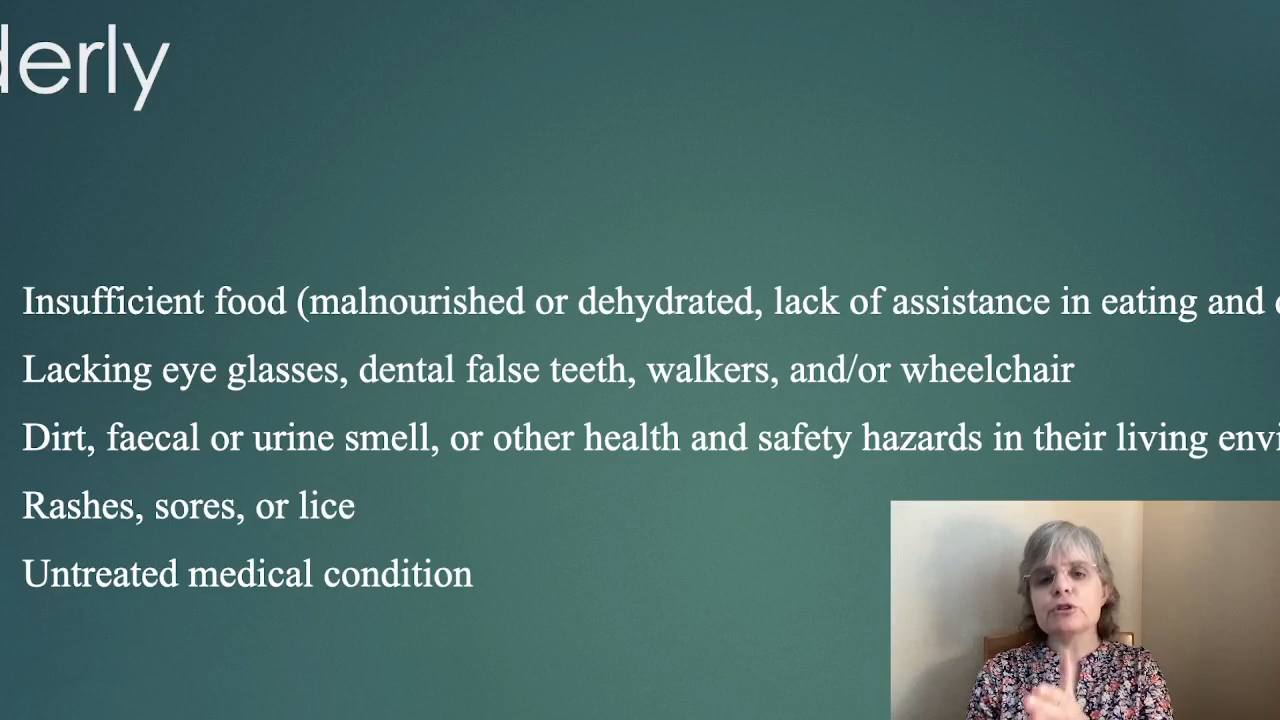 derly
Insufficient food (malnourished or dehydrated, lack of assistance in eating and
Lacking eye glasses, dental false teeth, walkers, and/or wheelchair
Dirt, faecal or urine smell, or other health and safety hazards in their living envi
Rashes, sores, or lice
Untreated medical condition